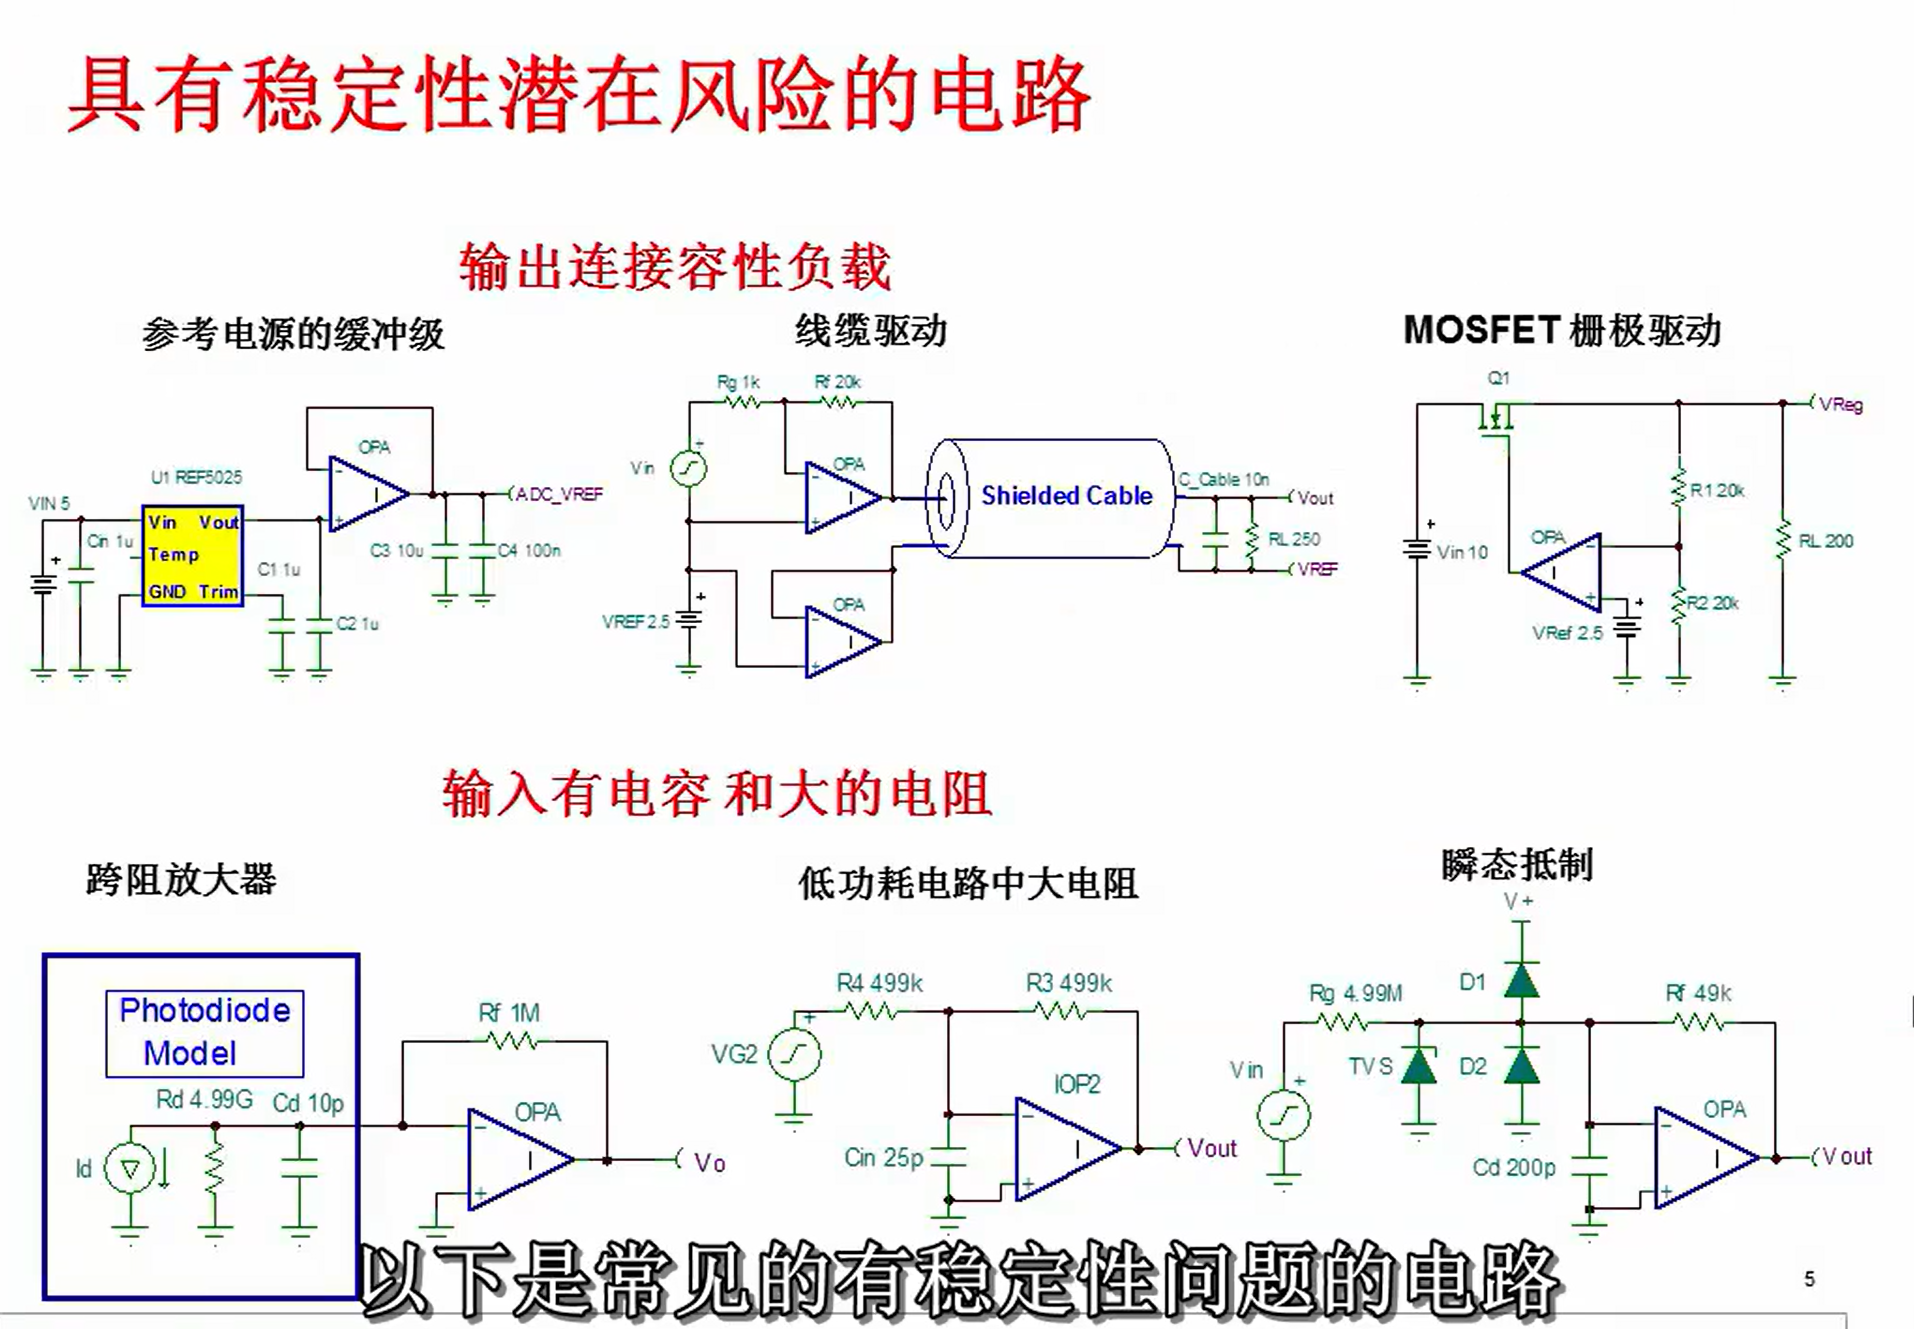 具有稳定性潜在风险的电路
输出连接容性负载
参考电源的缓冲级
线缆驱动
MOSFET 栅极驱动
OPA
U1 REF5025
VIN 5
Vin Vout
Cin 1u
Temp
GND Trim
C1 1u
C2 1u
ADC_VREF
C3 10u
C4 100n
Rg 1k
Rf 20k
Vin
OPA
Shielded Cable
C_Cable 10n
Vout
RL 250
VREF
OPA
VREF 2.5
Q1
VReg
R1 20k
OPA
Vin 10
RL 200
R2 20k
VRef 2.5
输入有电容 和大的电阻
跨阻放大器
低功耗电路中大电阻
瞬态抵制
Photodiode
Model
Rd 4.99G
Cd 10p
Id
Rf 1M
OPA
Vo
R4 499k
R3 499k
VG2
IOP2
Cin 25p
Vout
V+
D1
Rg 4.99M
Rf 49k
Vin
TVS
D2
OPA
Cd 200p
Vout
以下是常见的有稳定性问题的电路
5